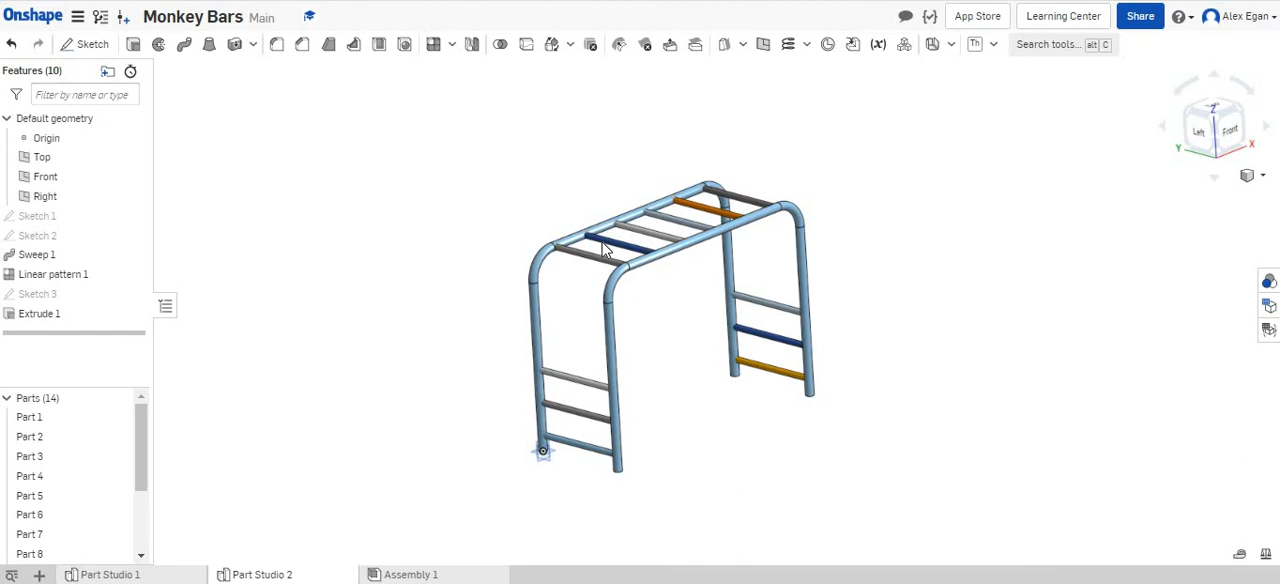 Onshape Monkey Bars Main App Store Learning Center Share Alex Egan
Sketch (x) Th Search tools... alt C
Features (10)
Filter by name or type
Default geometry
Origin
Top
Front
Right
Sketch 1
Sketch 2
Sweep 1
Linear pattern 1
Sketch 3
Extrude 1
Parts (14)
Part 1
Part 2
Part 3
Part 4
Part 5
Part 6
Part 7
Part 8
Z
Left Front
Y X
Part Studio 1 Part Studio 2 Assembly 1